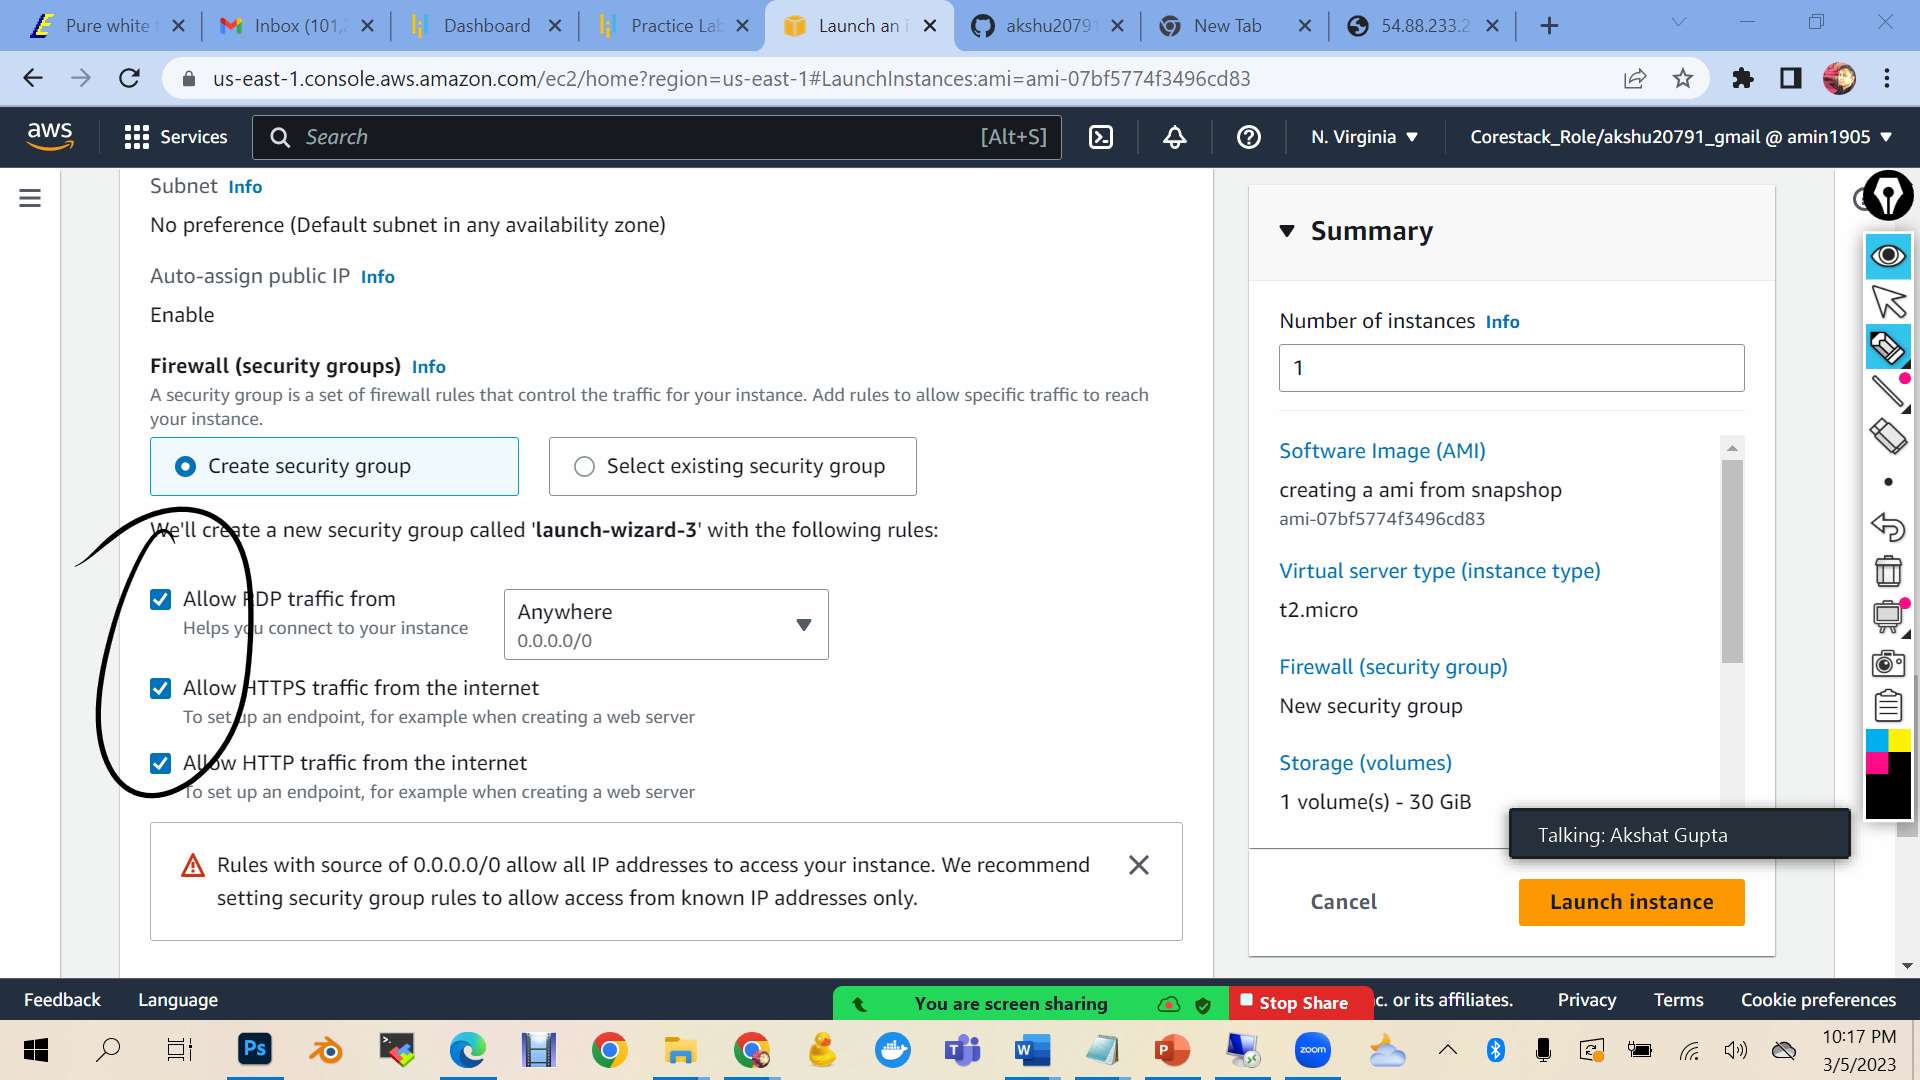 Pure white
Inbox (101,
Dashboard
Practice Lab
Launch an i
akshu20791
New Tab
54.88.233.2
us-east-1.console.aws.amazon.com/ec2/home?region=us-east-1#LaunchInstances:ami=ami-07bf5774f3496cd83
aws
Services
Search
[Alt+S]
N. Virginia
Corestack_Role/akshu20791_gmail @ amin1905
Subnet Info
No preference (Default subnet in any availability zone)
Auto-assign public IP Info
Enable
Firewall (security groups) Info
A security group is a set of firewall rules that control the traffic for your instance. Add rules to allow specific traffic to reach
your instance.
Create security group
Select existing security group
We'll create a new security group called 'launch-wizard-3' with the following rules:
Allow RDP traffic from
Helps you connect to your instance
Anywhere
0.0.0.0/0
Allow HTTPS traffic from the internet
To set up an endpoint, for example when creating a web server
Allow HTTP traffic from the internet
To set up an endpoint, for example when creating a web server
Rules with source of 0.0.0.0/0 allow all IP addresses to access your instance. We recommend
setting security group rules to allow access from known IP addresses only.
Summary
Number of instances Info
1
Software Image (AMI)
creating a ami from snapshop
ami-07bf5774f3496cd83
Virtual server type (instance type)
t2.micro
Firewall (security group)
New security group
Storage (volumes)
1 volume(s) - 30 GiB
Talking: Akshat Gupta
Cancel
Launch instance
Feedback
Language
You are screen sharing
Stop Share
c. or its affiliates.
Privacy
Terms
Cookie preferences
Ps
zoom
10:17 PM
3/5/2023